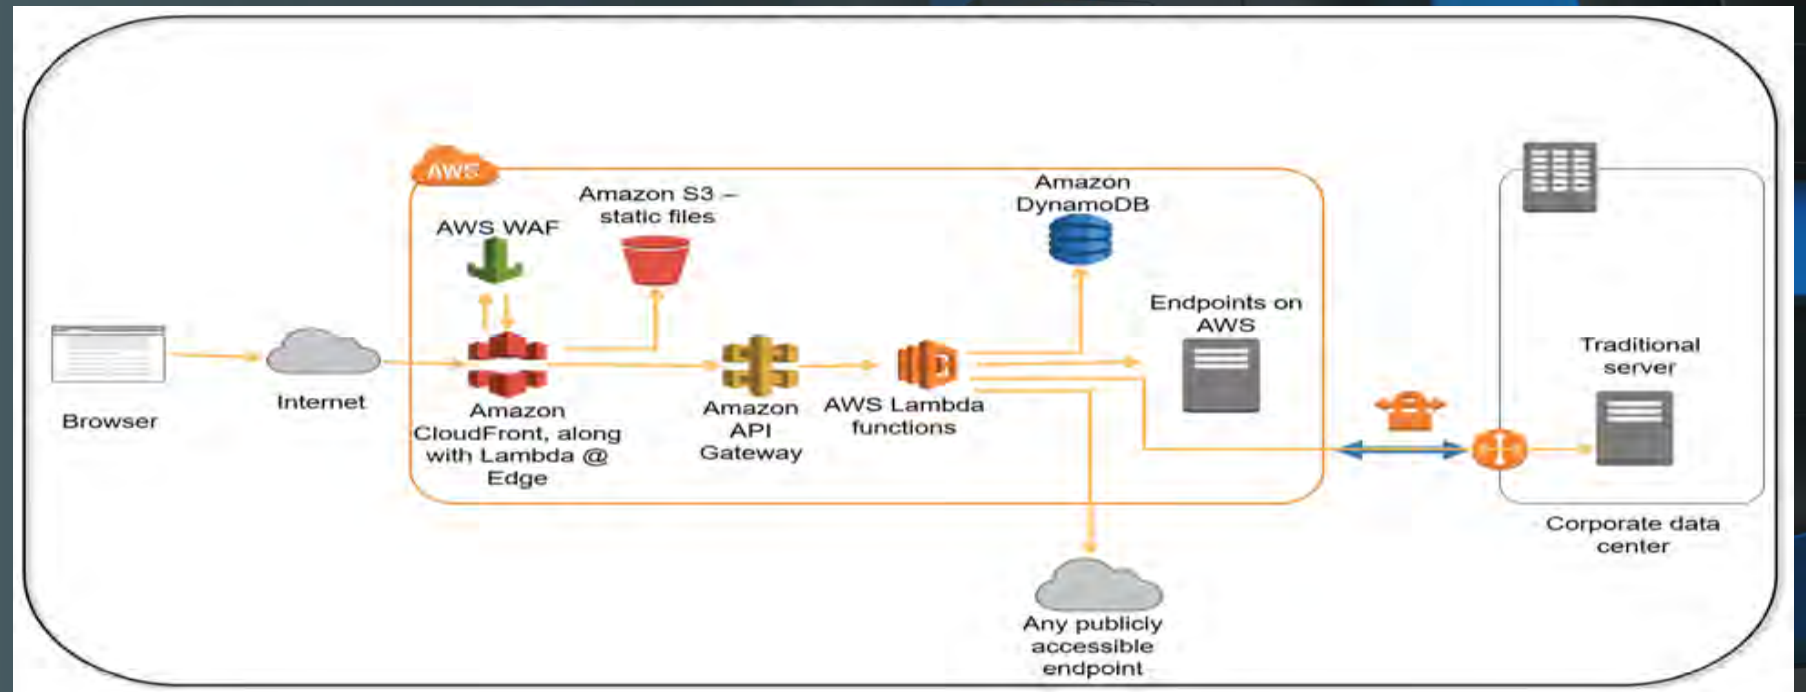 AWS
Amazon S3 –
static files
AWS WAF
Amazon
DynamoDB
Endpoints on
AWS
Traditional
server
Browser
Internet
Amazon
CloudFront, along
with Lambda @
Edge
Amazon
API
Gateway
AWS Lambda
functions
Corporate data
center
Any publicly
accessible
endpoint